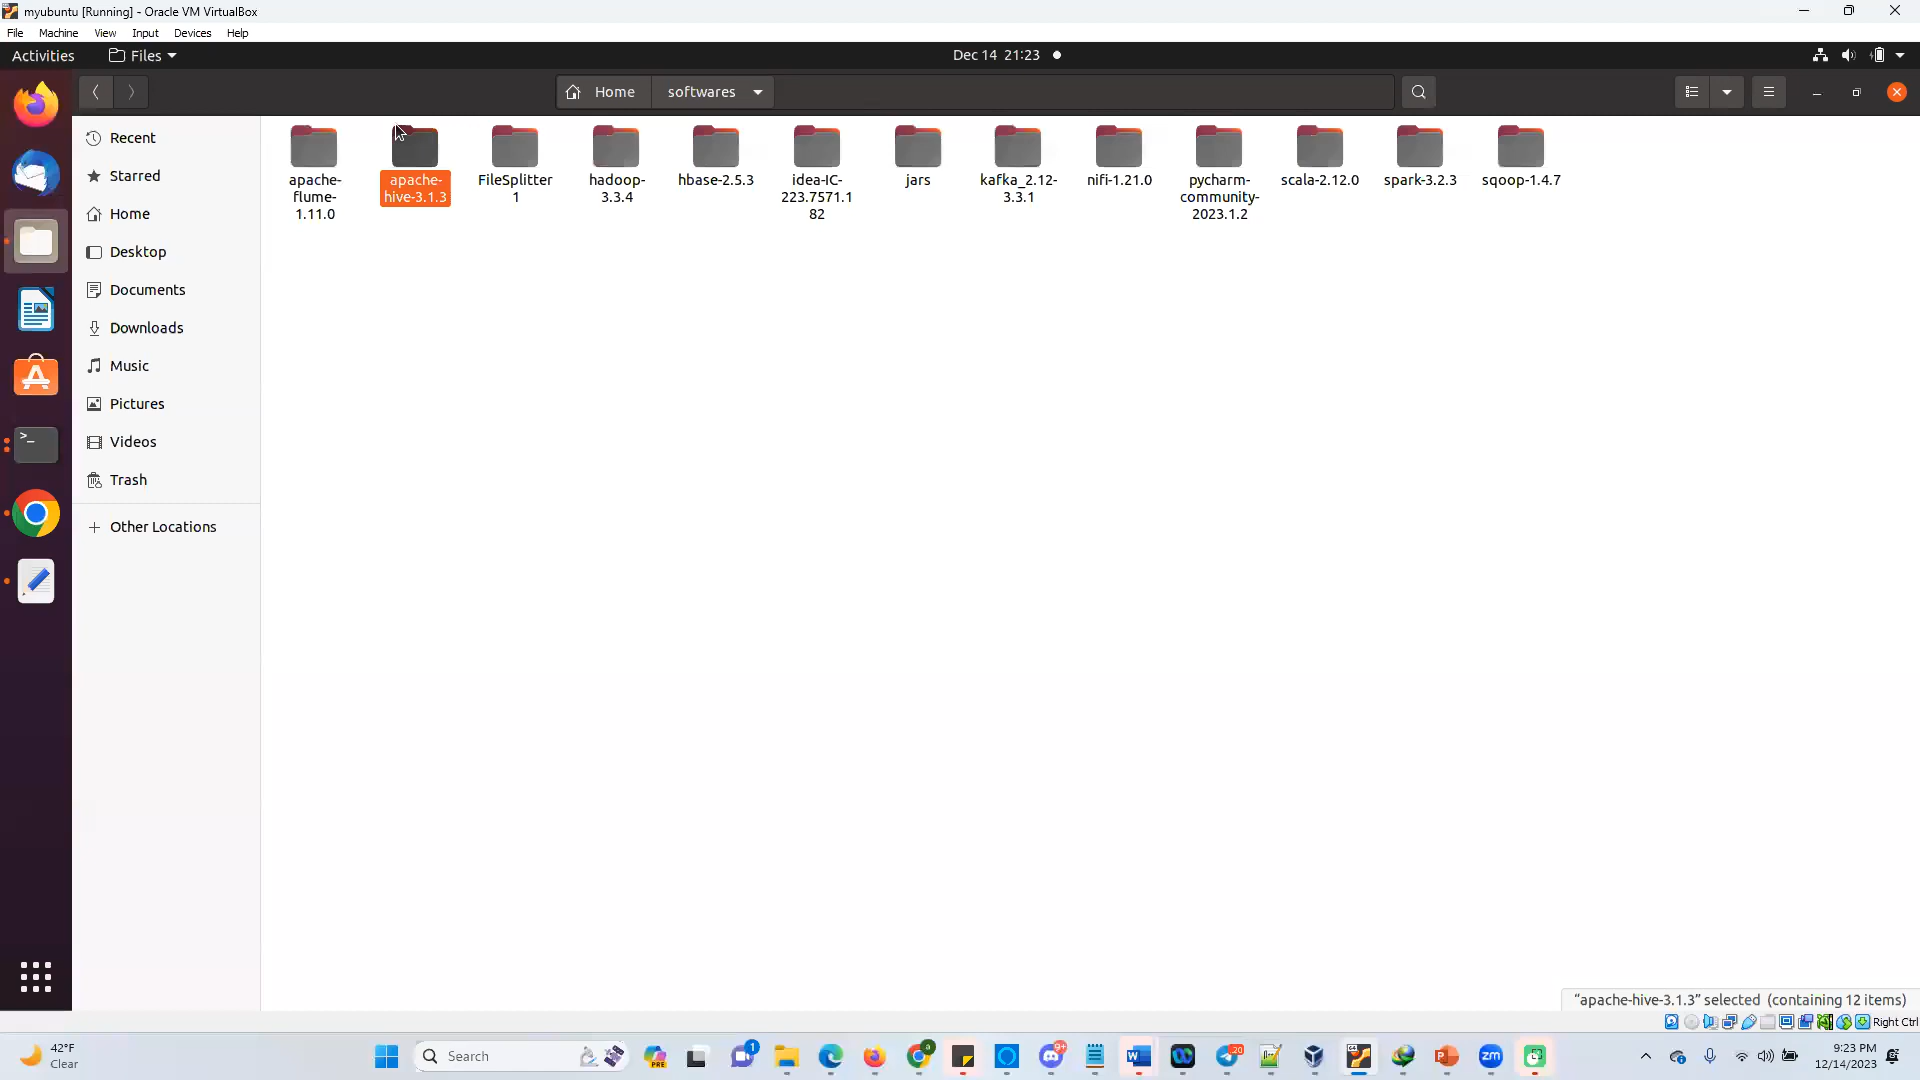 myubuntu [Running] - Oracle VM VirtualBox
File Machine View Input Devices Help
Activities Files Dec 14 21:23
Home softwares
Recent
Starred
Home
Desktop
Documents
Downloads
Music
Pictures
Videos
Trash
Other Locations
apache-
flume-
1.11.0
apache-
hive-3.1.3
FileSplitter
1
hadoop-
3.3.4
hbase-2.5.3
idea-IC-
223.7571.1
82
jars
kafka_2.12-
3.3.1
nifi-1.21.0
pycharm-
community-
2023.1.2
scala-2.12.0
spark-3.2.3
sqoop-1.4.7
"apache-hive-3.1.3" selected (containing 12 items)
Right Ctrl
42°F
Clear
Search
PRE
1
a
9+
20
zm
9:23 PM
12/14/2023